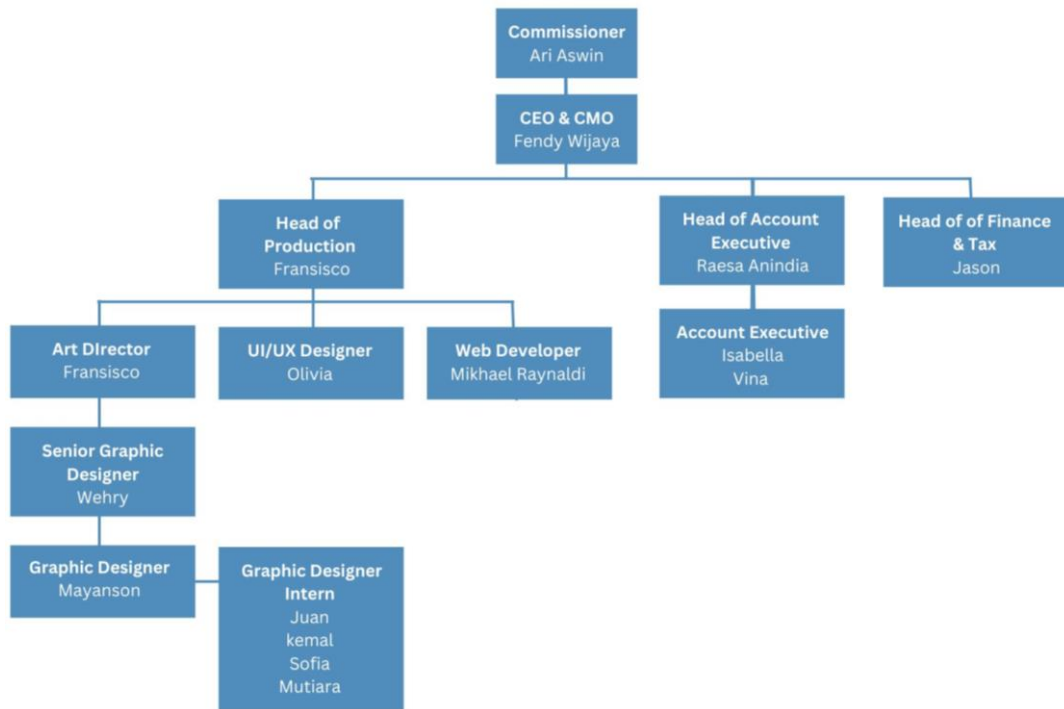 Commissioner
Ari Aswin
CEO & CMO
Fendy Wijaya
Head of
Production
Fransisco
Head of Account
Executive
Raesa Anindia
Head of of Finance
& Tax
Jason
Art DIrector
Fransisco
UI/UX Designer
Olivia
Web Developer
Mikhael Raynaldi
Account Executive
Isabella
Vina
Senior Graphic
Designer
Wehry
Graphic Designer
Mayanson
Graphic Designer
Intern
Juan
kemal
Sofia
Mutiara